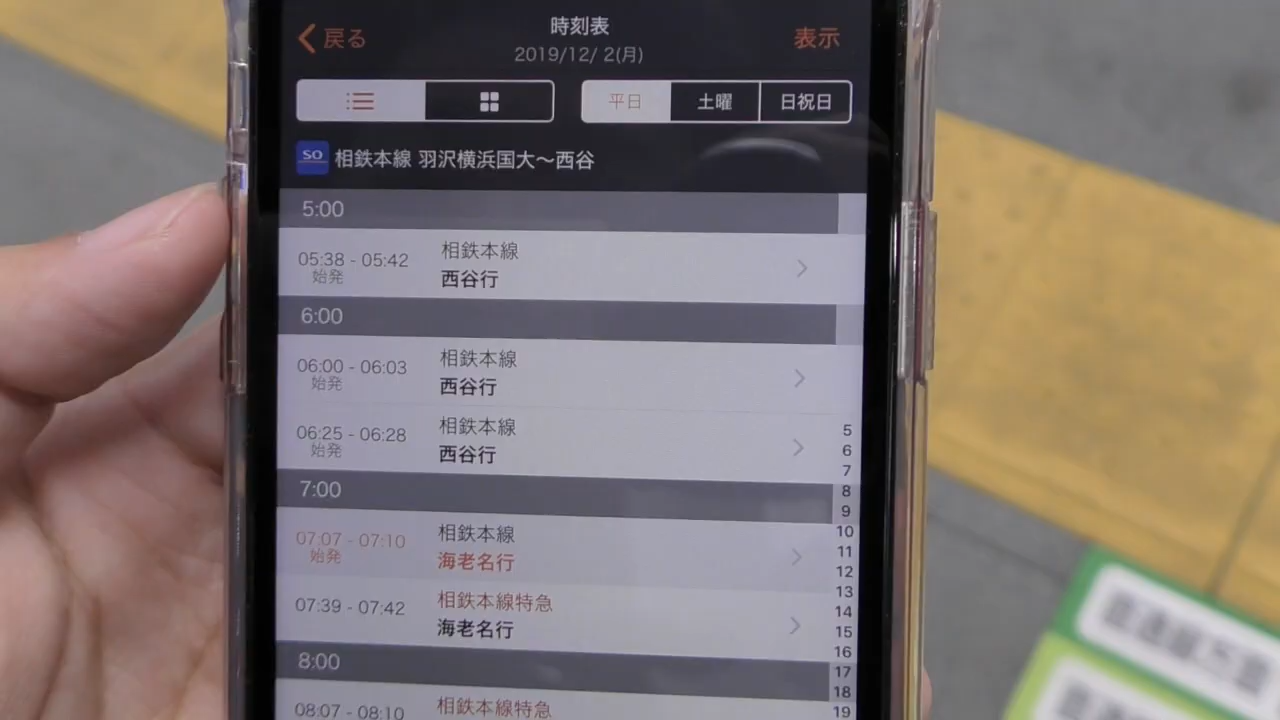 戻る
時刻表
2019/12/ 2(月)
表示
平日
土曜
日祝日
SO
相鉄本線 羽沢横浜国大〜西谷
5:00
05:38 - 05:42
始発
相鉄本線
西谷行
6:00
06:00 - 06:03
始発
相鉄本線
西谷行
06:25 - 06:28
始発
相鉄本線
西谷行
7:00
07:07 - 07:10
始発
相鉄本線
海老名行
07:39 - 07:42
相鉄本線特急
海老名行
8:00
08:07 - 08:10
相鉄本線特急
5
6
7
8
9
10
11
12
13
14
15
16
17
18
19